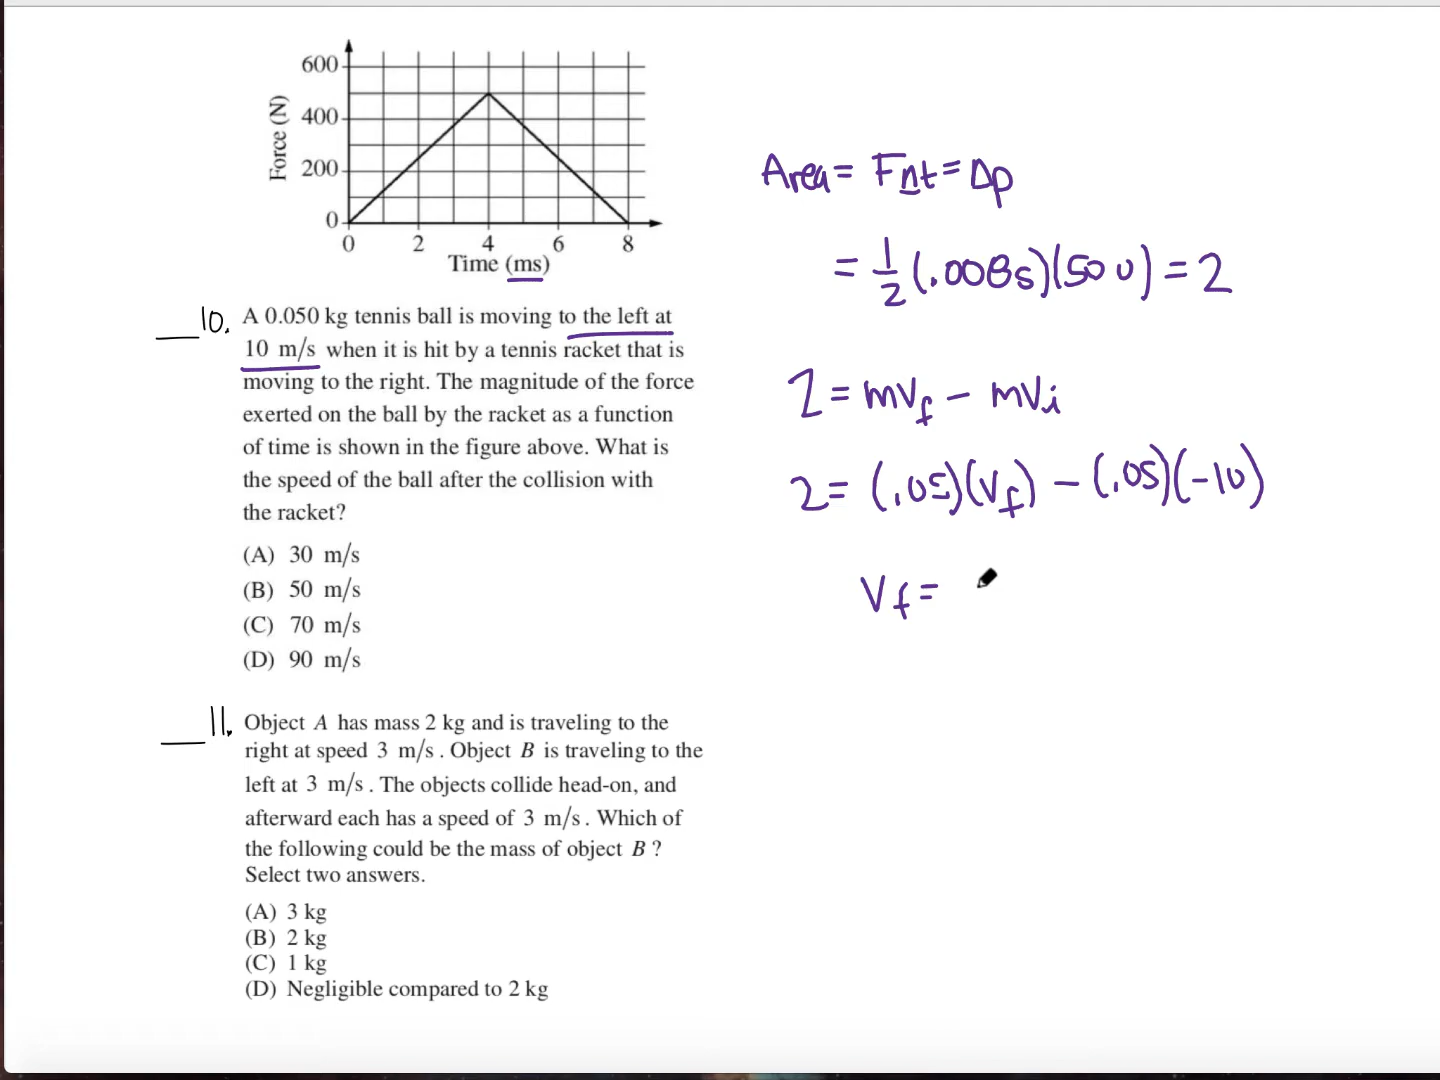 600
400
200
0
Force (N)
0 2 4 6 8
Time (ms)
10. A 0.050 kg tennis ball is moving to the left at
10 m/s when it is hit by a tennis racket that is
moving to the right. The magnitude of the force
exerted on the ball by the racket as a function
of time is shown in the figure above. What is
the speed of the ball after the collision with
the racket?
(A) 30 m/s
(B) 50 m/s
(C) 70 m/s
(D) 90 m/s
11. Object A has mass 2 kg and is traveling to the
right at speed 3 m/s. Object B is traveling to the
left at 3 m/s. The objects collide head-on, and
afterward each has a speed of 3 m/s. Which of
the following could be the mass of object B?
Select two answers.
(A) 3 kg
(B) 2 kg
(C) 1 kg
(D) Negligible compared to 2 kg
Area = FΔt = Δp
= 1/2 (.008s)(500) = 2
2 = mvf - mvi
2 = (.05)(vf) - (.05)(-10)
Vf =